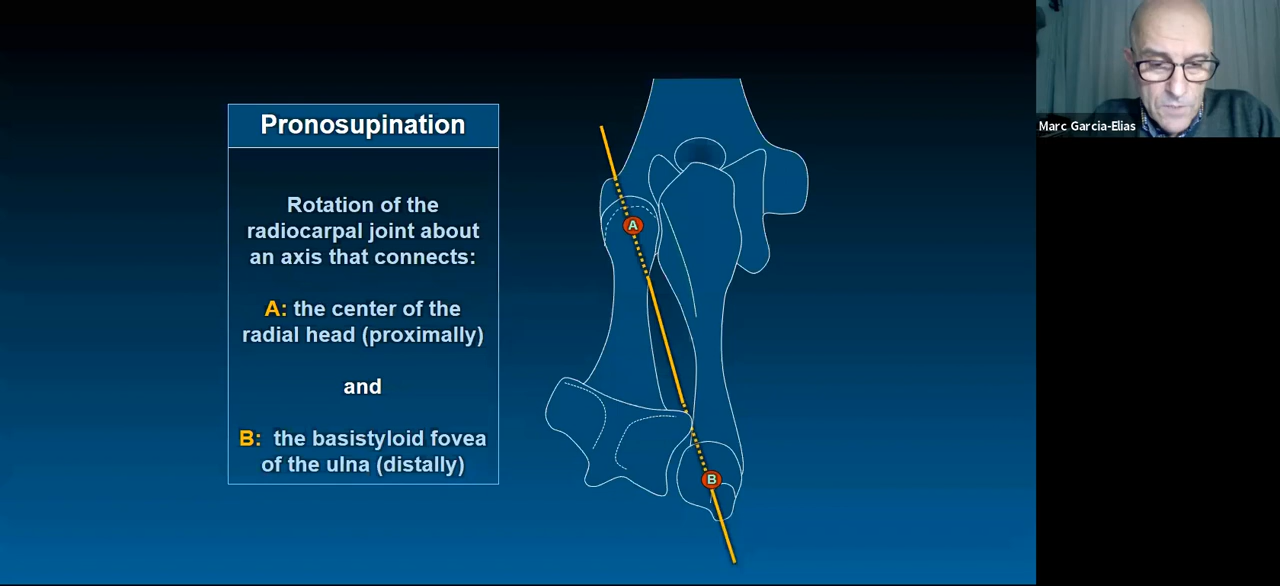 Pronosupination
Rotation of the
radiocarpal joint about
an axis that connects:
A: the center of the
radial head (proximally)
and
B: the basistyloid fovea
of the ulna (distally)
A
B
Marc Garcia-Elias